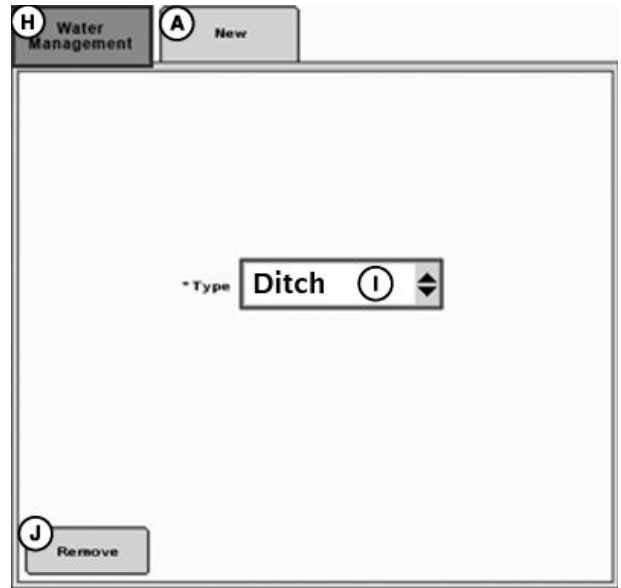 H
Water
Management
A
New
*Type
Ditch
I
J
Remove